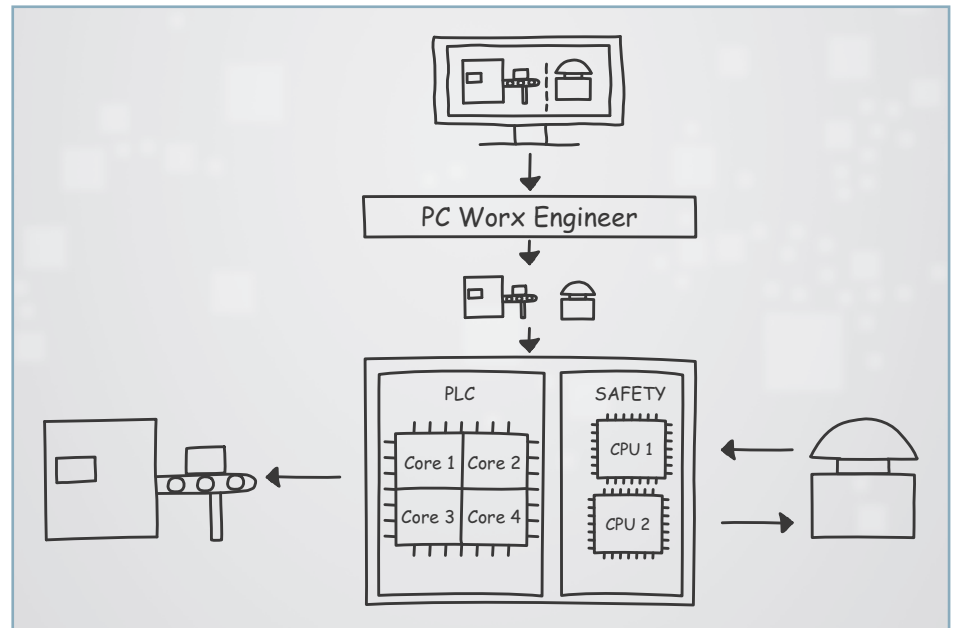 PC Worx Engineer
PLC
SAFETY
Core 1 Core 2
Core 3 Core 4
CPU 1
CPU 2